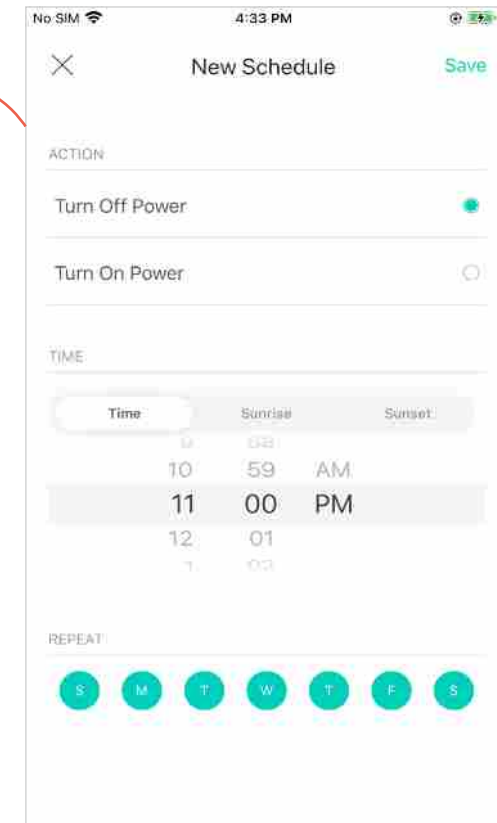 No SIM 4:33 PM
New Schedule Save
ACTION
Turn Off Power
Turn On Power
TIME
Time Sunrise Sunset
10 59 AM
11 00 PM
12 01
REPEAT
S M T W T F S